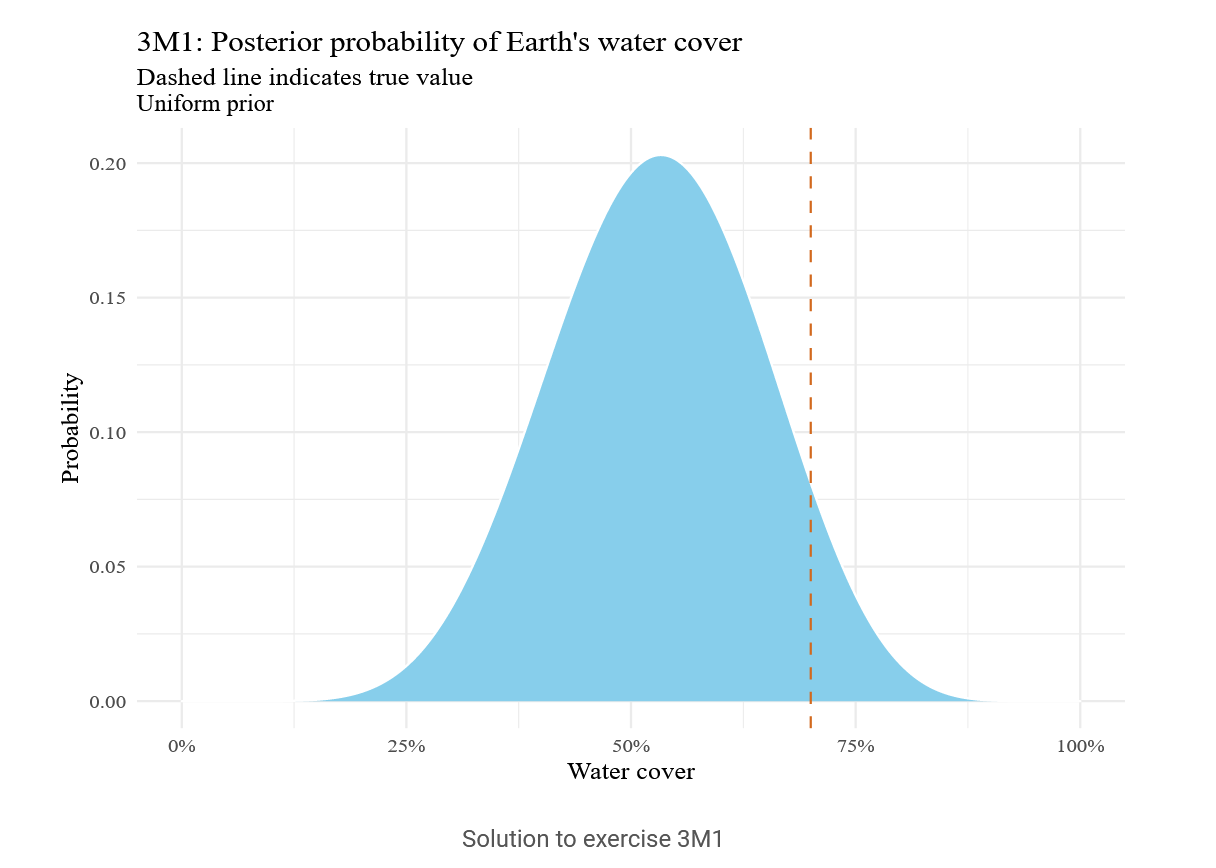 3M1: Posterior probability of Earth's water cover
Dashed line indicates true value
Uniform prior
0.20
0.15
0.10
0.05
0.00
Probability
0%
25%
50%
75%
100%
Water cover
Solution to exercise 3M1